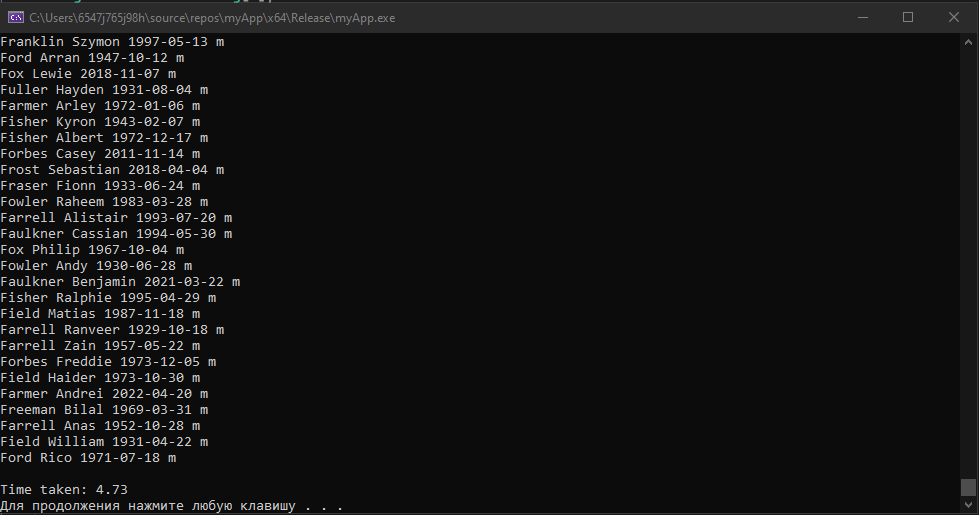 C:\Users\6547j765j98h\source\repos\myApp\x64\Release\myApp.exe
Franklin Szymon 1997-05-13 m
Ford Arran 1947-10-12 m
Fox Lewie 2018-11-07 m
Fuller Hayden 1931-08-04 m
Farmer Arley 1972-01-06 m
Fisher Kyron 1943-02-07 m
Fisher Albert 1972-12-17 m
Forbes Casey 2011-11-14 m
Frost Sebastian 2018-04-04 m
Fraser Fionn 1933-06-24 m
Fowler Raheem 1983-03-28 m
Farrell Alistair 1993-07-20 m
Faulkner Cassian 1994-05-30 m
Fox Philip 1967-10-04 m
Fowler Andy 1930-06-28 m
Faulkner Benjamin 2021-03-22 m
Fisher Ralphie 1995-04-29 m
Field Matias 1987-11-18 m
Farrell Ranveer 1929-10-18 m
Farrell Zain 1957-05-22 m
Forbes Freddie 1973-12-05 m
Field Haider 1973-10-30 m
Farmer Andrei 2022-04-20 m
Freeman Bilal 1969-03-31 m
Farrell Anas 1952-10-28 m
Field William 1931-04-22 m
Ford Rico 1971-07-18 m
Time taken: 4.73
Для продолжения нажмите любую клавишу . . .